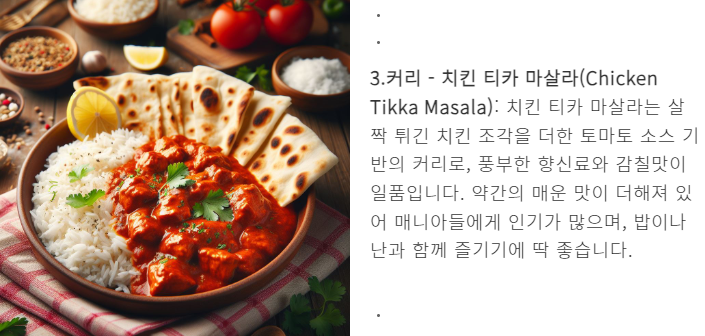 3.커리 - 치킨 티카 마살라(Chicken
Tikka Masala): 치킨 티카 마살라는 살
짝 튀긴 치킨 조각을 더한 토마토 소스 기
반의 커리로, 풍부한 향신료와 감칠맛이
일품입니다. 약간의 매운 맛이 더해져 있
어 매니아들에게 인기가 많으며, 밥이나
난과 함께 즐기기에 딱 좋습니다.